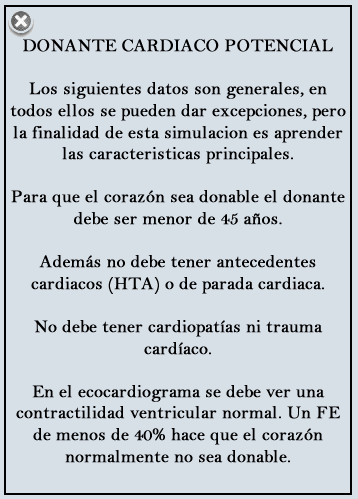 DONANTE CARDIACO POTENCIAL
Los siguientes datos son generales, en
todos ellos se pueden dar excepciones, pero
la finalidad de esta simulacion es aprender
las caracteristicas principales.
Para que el corazón sea donable el donante
debe ser menor de 45 años.
Además no debe tener antecedentes
cardiacos (HTA) o de parada cardiaca.
No debe tener cardiopatías ni trauma
cardíaco.
En el ecocardiograma se debe ver una
contractilidad ventricular normal. Un FE
de menos de 40% hace que el corazón
normalmente no sea donable.